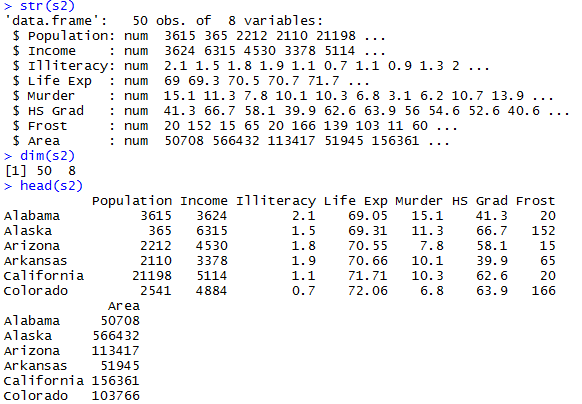 > str(s2)
'data.frame':   50 obs. of  8 variables:
 $ Population: num  3615 365 2212 2110 21198 ...
 $ Income    : num  3624 6315 4530 3378 5114 ...
 $ Illiteracy: num  2.1 1.5 1.8 1.9 1.1 0.7 1.1 0.9 1.3 2 ...
 $ Life Exp  : num  69 69.3 70.5 70.7 71.7 ...
 $ Murder    : num  15.1 11.3 7.8 10.1 10.3 6.8 3.1 6.2 10.7 13.9 ...
 $ HS Grad   : num  41.3 66.7 58.1 39.9 62.6 63.9 56 54.6 52.6 40.6 ...
 $ Frost     : num  20 152 15 65 20 166 139 103 11 60 ...
 $ Area      : num  50708 566432 113417 51945 156361 ...
> dim(s2)
[1] 50  8
> head(s2)
           Population Income Illiteracy Life Exp Murder HS Grad Frost
Alabama          3615   3624        2.1    69.05   15.1    41.3    20
Alaska            365   6315        1.5    69.31   11.3    66.7   152
Arizona          2212   4530        1.8    70.55    7.8    58.1    15
Arkansas         2110   3378        1.9    70.66   10.1    39.9    65
California      21198   5114        1.1    71.71   10.3    62.6    20
Colorado         2541   4884        0.7    72.06    6.8    63.9   166
             Area
Alabama     50708
Alaska     566432
Arizona    113417
Arkansas    51945
California 156361
Colorado   103766